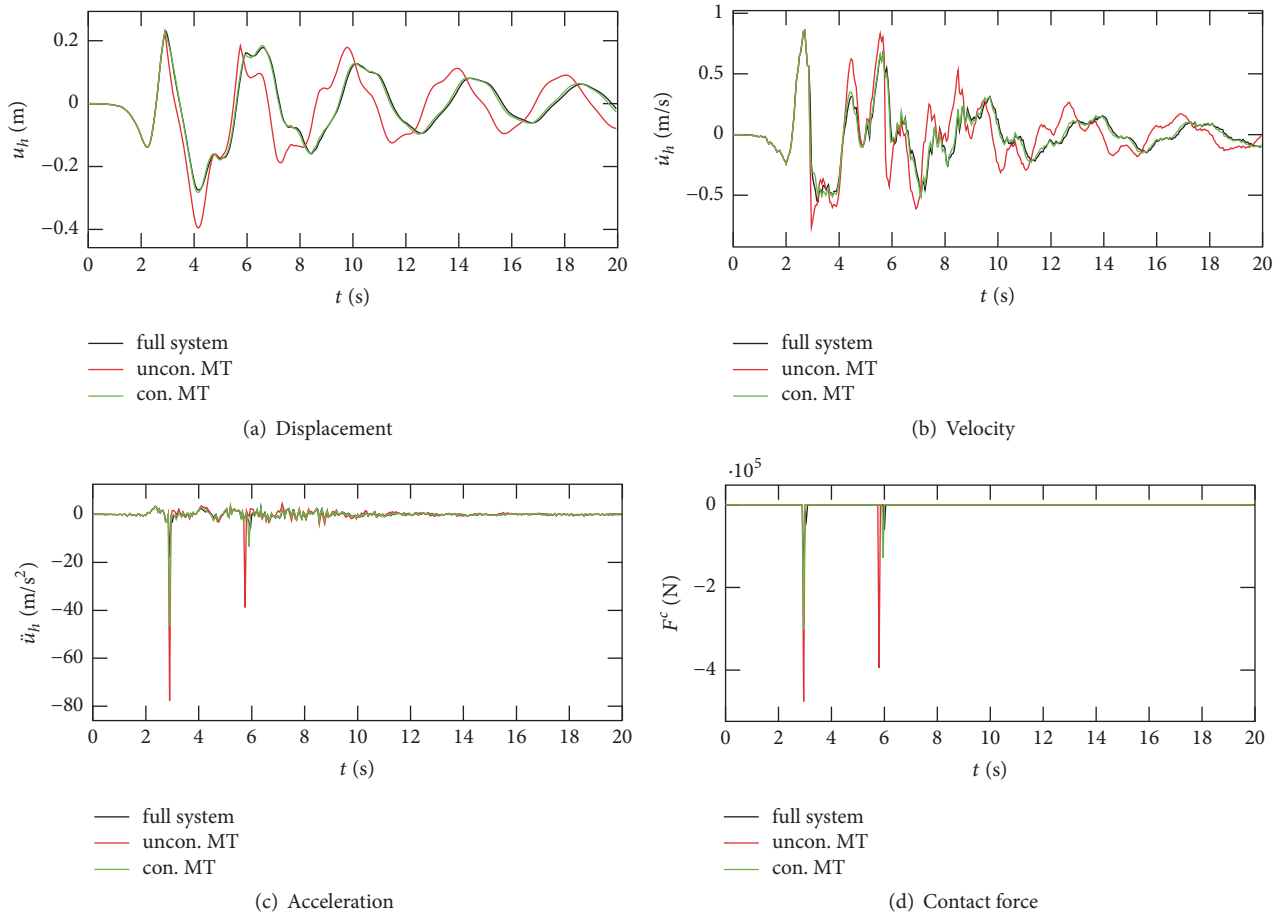 0.2
0
−0.2
−0.4
u_h (m)
0 2 4 6 8 10 12 14 16 18 20
t (s)
full system
uncon. MT
con. MT
(a) Displacement
1
0.5
0
−0.5
−1
u̇_h (m/s)
0 2 4 6 8 10 12 14 16 18 20
t (s)
full system
uncon. MT
con. MT
(b) Velocity
0
−20
−40
−60
−80
ü_h (m/s²)
0 2 4 6 8 10 12 14 16 18 20
t (s)
full system
uncon. MT
con. MT
(c) Acceleration
·10⁵
0
−2
−4
F^c (N)
0 2 4 6 8 10 12 14 16 18 20
t (s)
full system
uncon. MT
con. MT
(d) Contact force